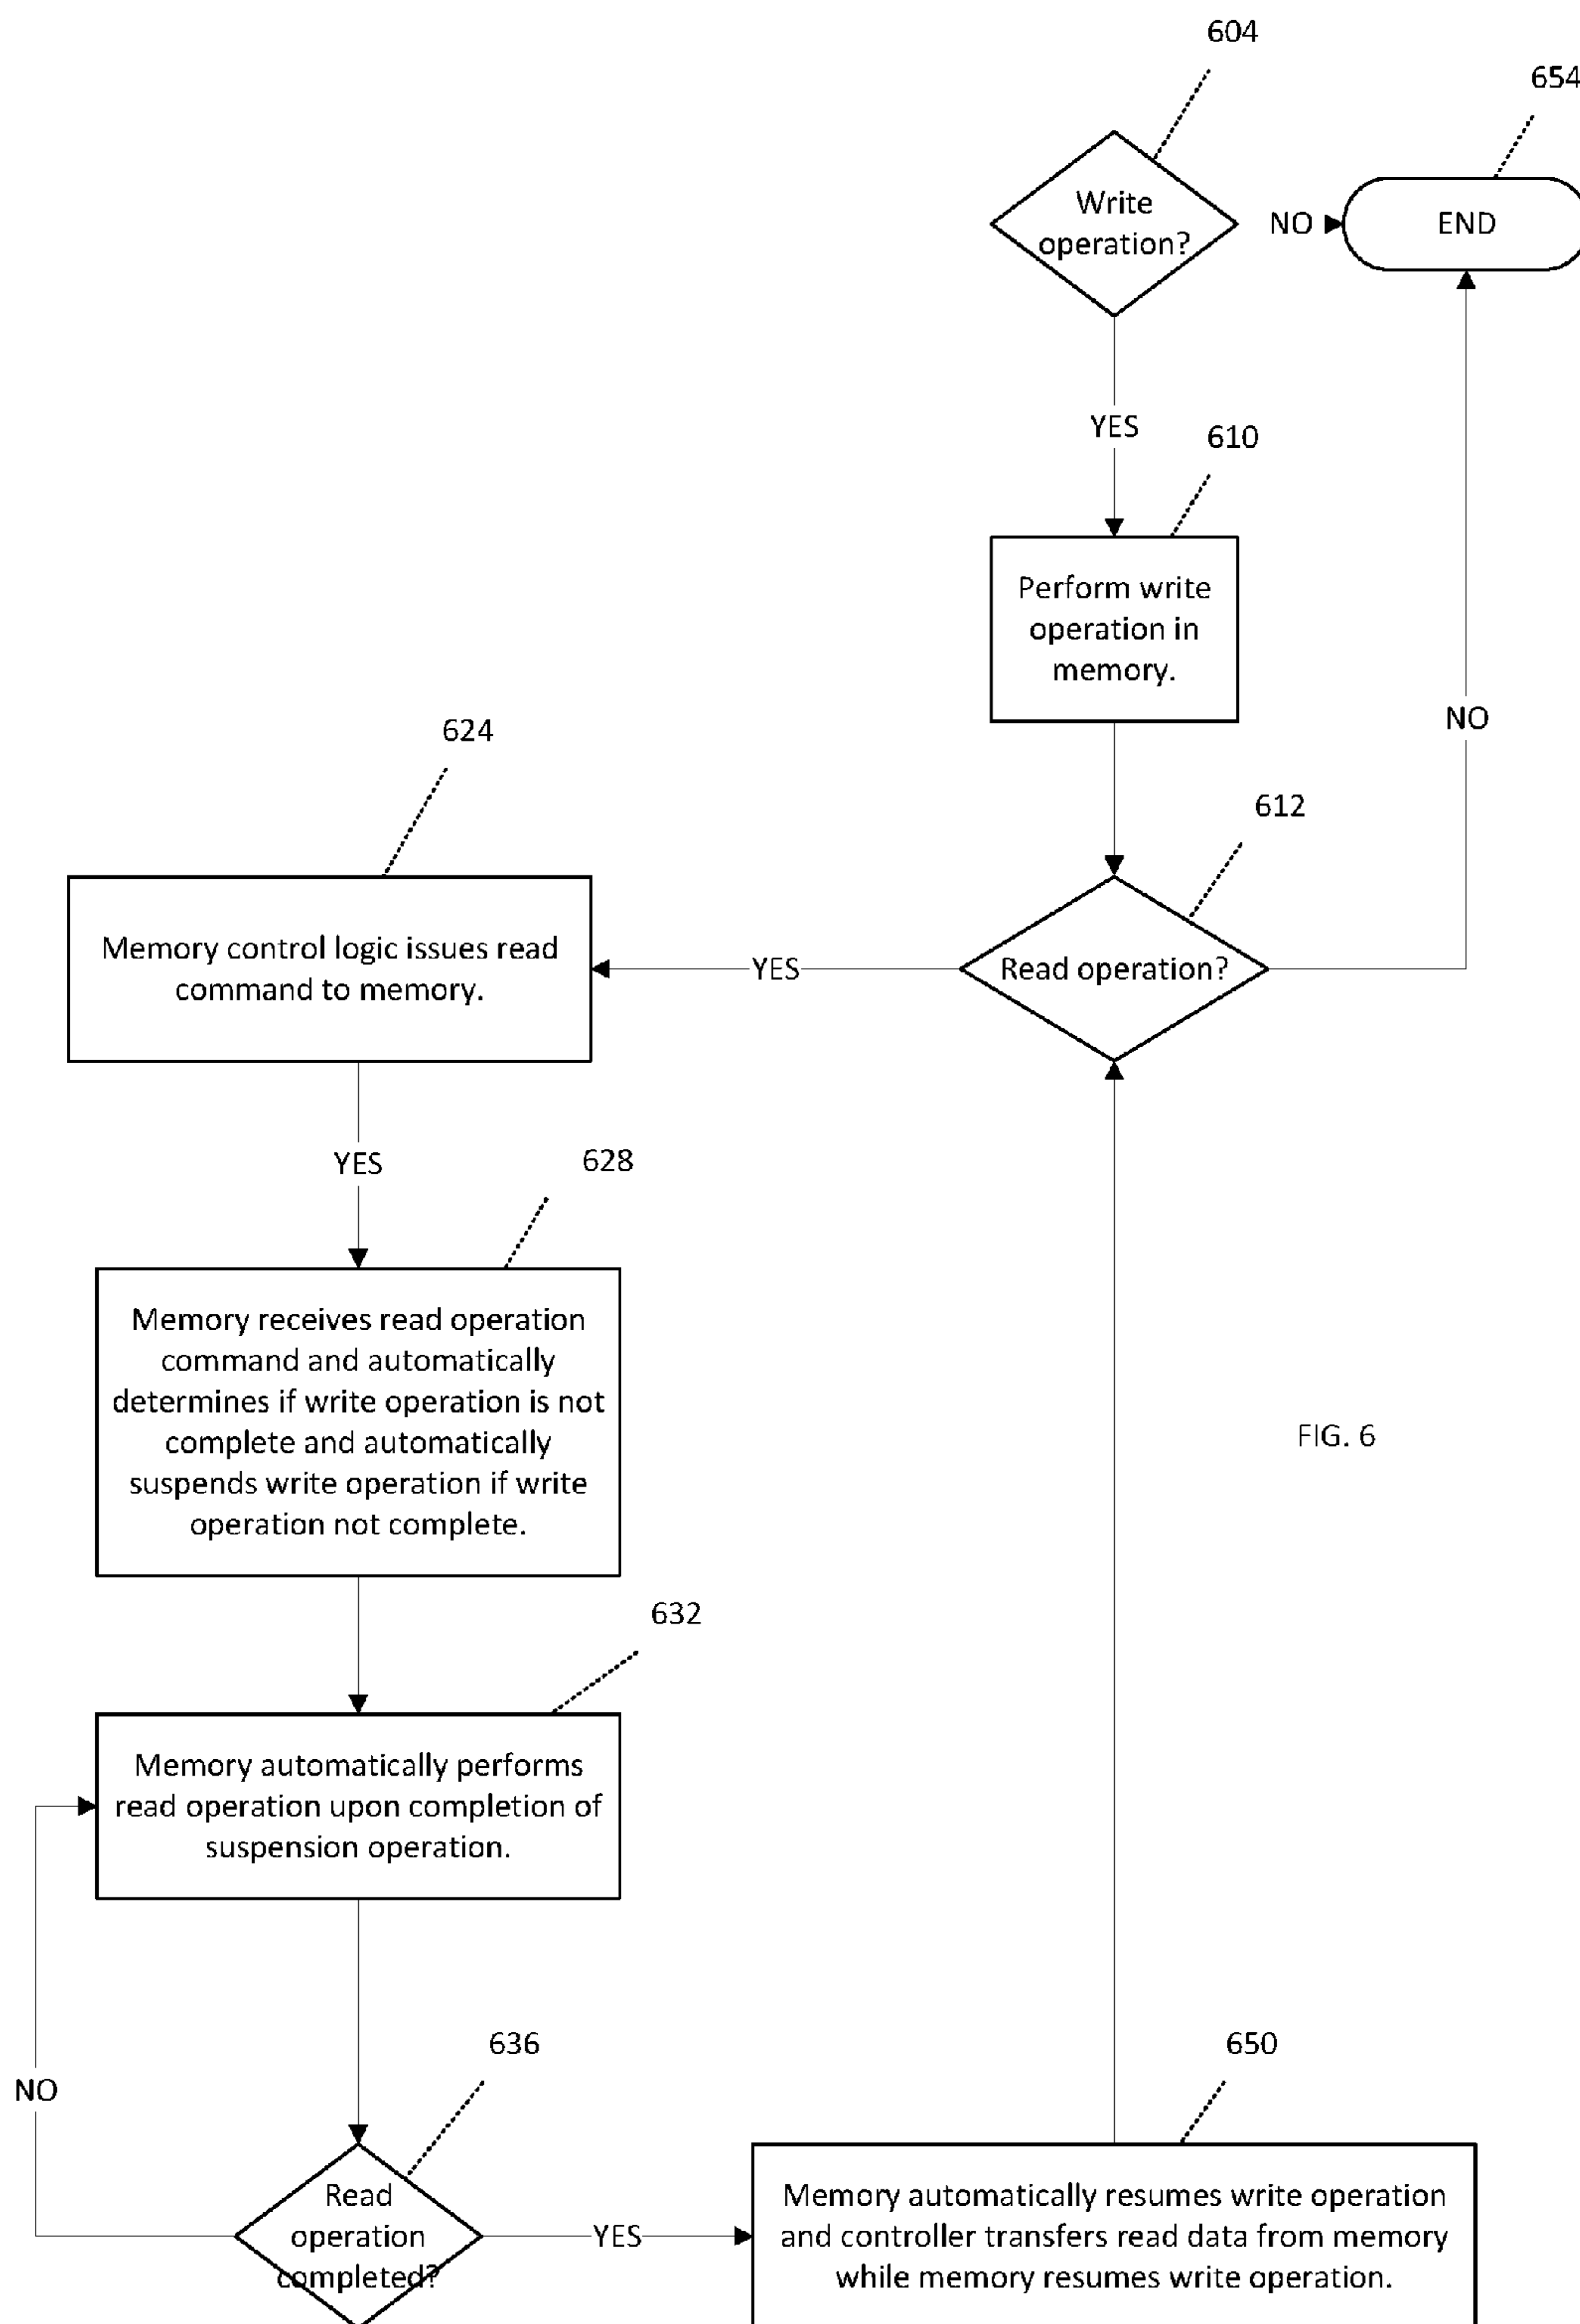 604
654
Write
operation?
NO
END
YES
610
Perform write
operation in
memory.
NO
624
612
Memory control logic issues read
command to memory.
YES
Read operation?
YES
628
Memory receives read operation
command and automatically
determines if write operation is not
complete and automatically
suspends write operation if write
operation not complete.
FIG. 6
632
Memory automatically performs
read operation upon completion of
suspension operation.
636
650
NO
Read
operation
completed?
YES
Memory automatically resumes write operation
and controller transfers read data from memory
while memory resumes write operation.